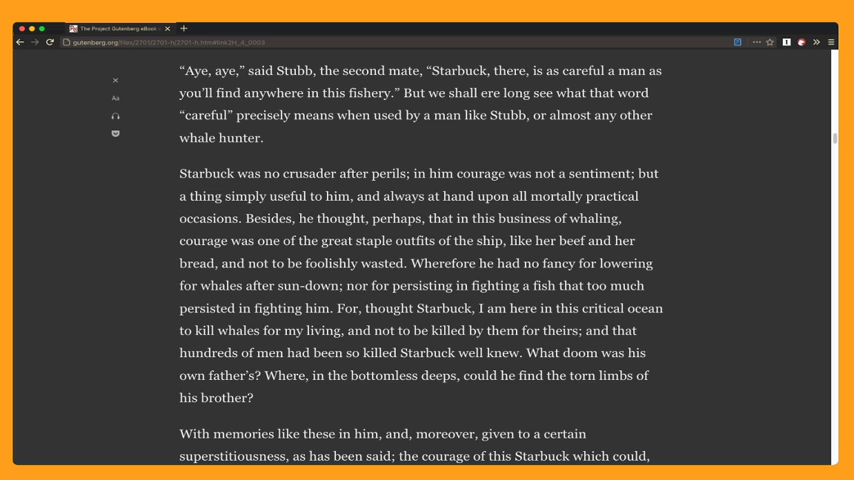 The Project Gutenberg eBook
gutenberg.org/files/2701/2701-h/2701-h.htm#link2H_4_0003
Aa
“Aye, aye,” said Stubb, the second mate, “Starbuck, there, is as careful a man as
you’ll find anywhere in this fishery.” But we shall ere long see what that word
“careful” precisely means when used by a man like Stubb, or almost any other
whale hunter.
Starbuck was no crusader after perils; in him courage was not a sentiment; but
a thing simply useful to him, and always at hand upon all mortally practical
occasions. Besides, he thought, perhaps, that in this business of whaling,
courage was one of the great staple outfits of the ship, like her beef and her
bread, and not to be foolishly wasted. Wherefore he had no fancy for lowering
for whales after sun-down; nor for persisting in fighting a fish that too much
persisted in fighting him. For, thought Starbuck, I am here in this critical ocean
to kill whales for my living, and not to be killed by them for theirs; and that
hundreds of men had been so killed Starbuck well knew. What doom was his
own father’s? Where, in the bottomless deeps, could he find the torn limbs of
his brother?
With memories like these in him, and, moreover, given to a certain
superstitiousness, as has been said; the courage of this Starbuck which could,